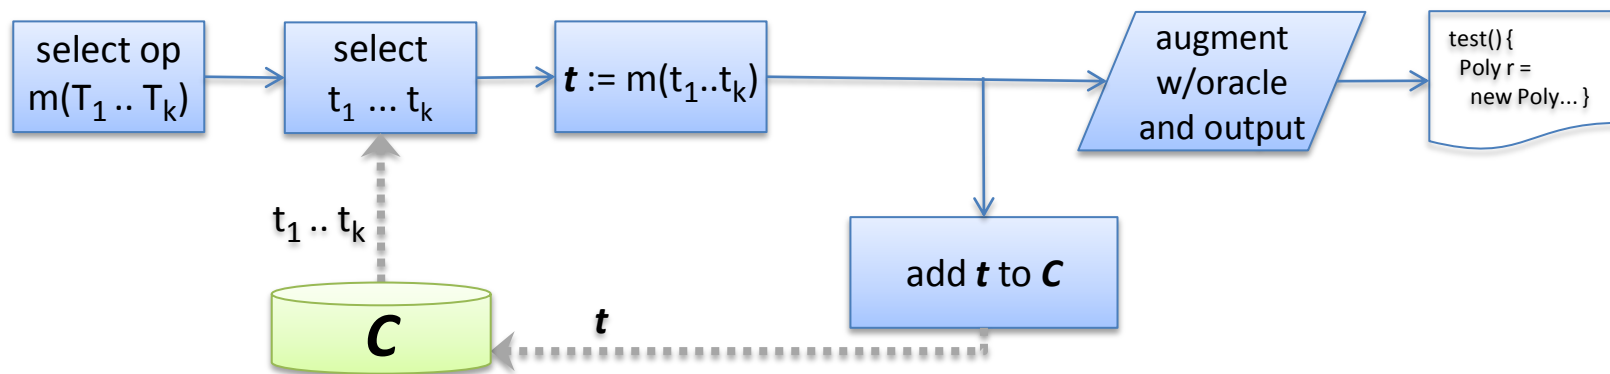 select op
m(T₁ .. Tₖ)
select
t₁ ... tₖ
t := m(t₁..tₖ)
augment
w/oracle
and output
test() {
Poly r =
new Poly... }
t₁ .. tₖ
add t to C
C
t